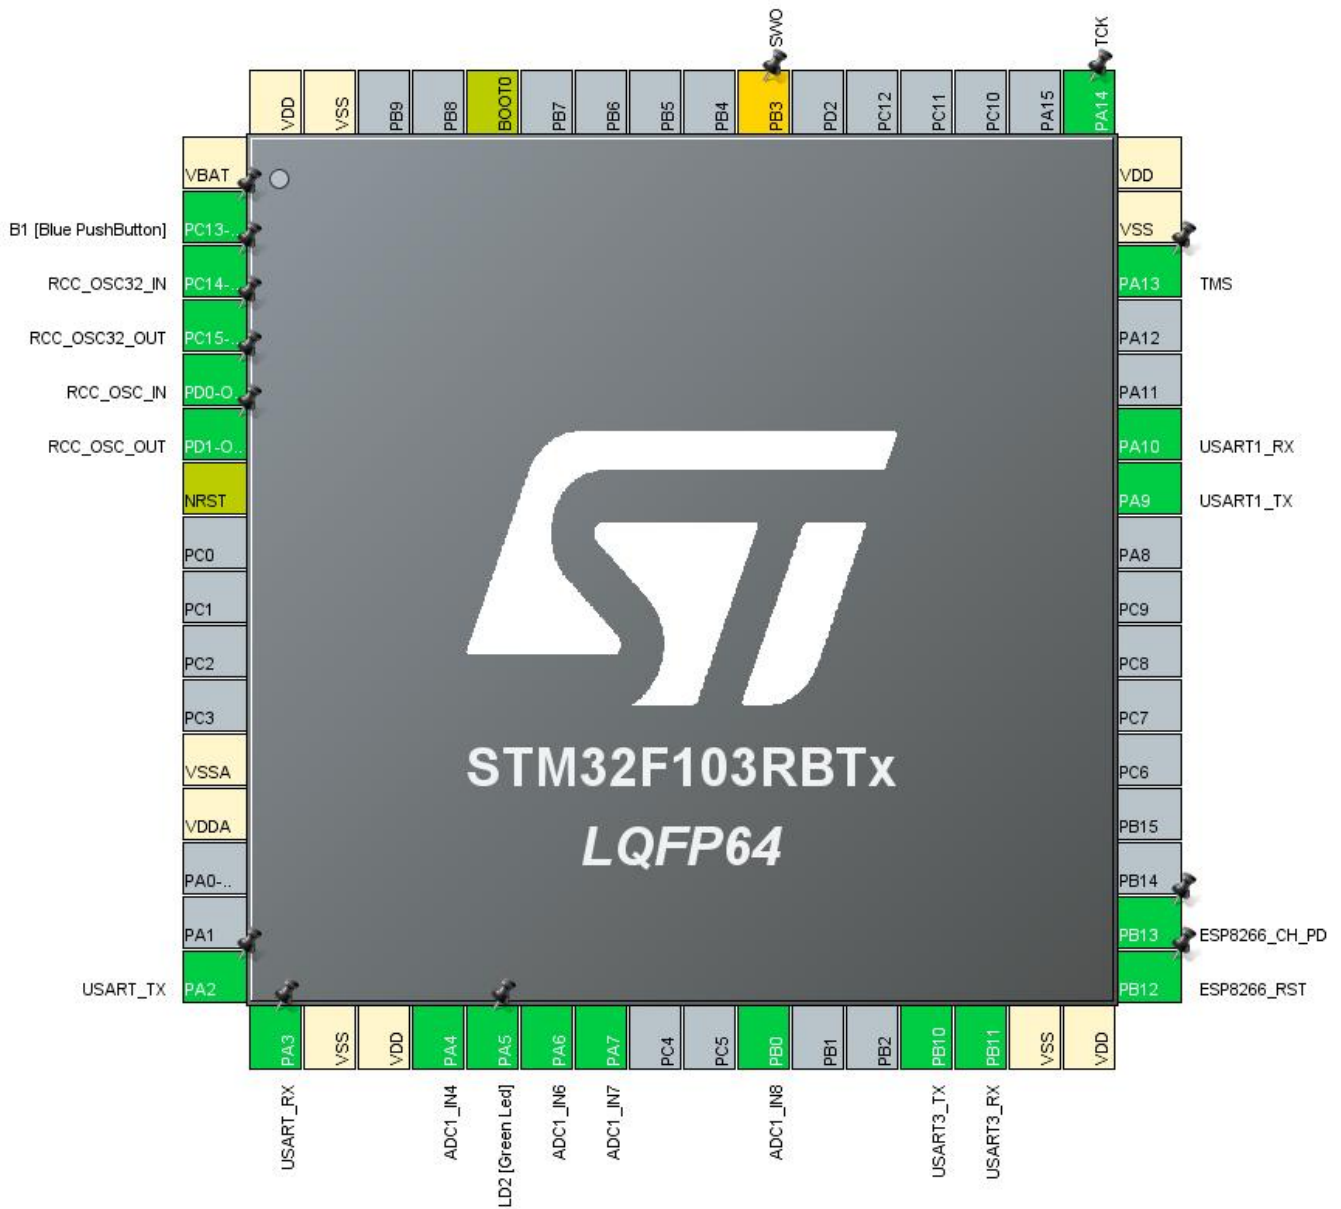 SWO
TCK
VDD
VSS
PB9
PB8
BOOT0
PB7
PB6
PB5
PB4
PB3
PD2
PC12
PC11
PC10
PA15
PA14
VBAT
VDD
VSS
B1 [Blue PushButton] PC13-..
RCC_OSC32_IN PC14-..
PA13 TMS
RCC_OSC32_OUT PC15-..
PA12
RCC_OSC_IN PD0-O..
PA11
RCC_OSC_OUT PD1-O..
PA10 USART1_RX
NRST
PA9 USART1_TX
PC0
PA8
PC1
PC9
PC2
PC8
PC3
PC7
VSSA
PC6
VDDA
PB15
PA0-..
PB14
PA1
PB13 ESP8266_CH_PD
USART_TX PA2
PB12 ESP8266_RST
ST
STM32F103RBTx
LQFP64
PA3
VSS
VDD
PA4
PA5
PA6
PA7
PC4
PC5
PB0
PB1
PB2
PB10
PB11
VSS
VDD
USART_RX
ADC1_IN4
LD2 [Green Led]
ADC1_IN6
ADC1_IN7
ADC1_IN8
USART3_TX
USART3_RX